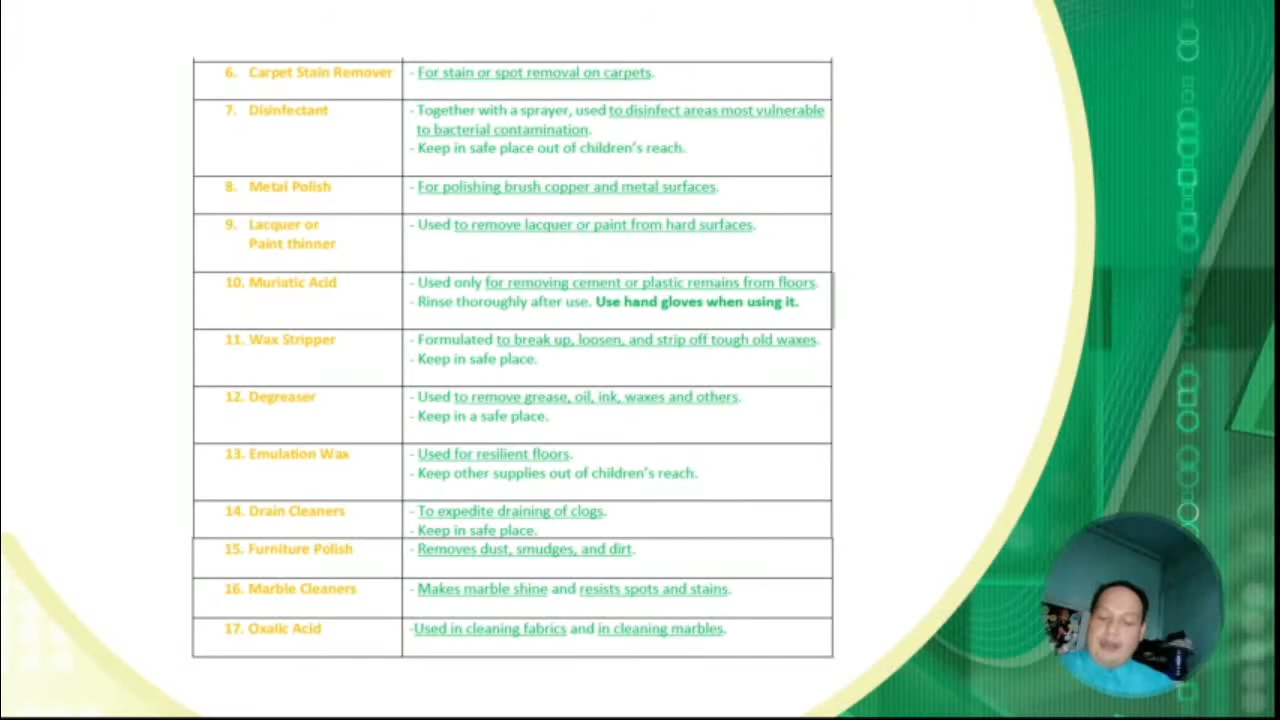 6. Carpet Stain Remover - For stain or spot removal on carpets.
7. Disinfectant - Together with a sprayer, used to disinfect areas most vulnerable
to bacterial contamination.
- Keep in safe place out of children's reach.
8. Metal Polish - For polishing brush copper and metal surfaces.
9. Lacquer or - Used to remove lacquer or paint from hard surfaces.
Paint thinner
10. Muriatic Acid - Used only for removing cement or plastic remains from floors.
- Rinse thoroughly after use. Use hand gloves when using it.
11. Wax Stripper - Formulated to break up, loosen, and strip off tough old waxes.
- Keep in safe place.
12. Degreaser - Used to remove grease, oil, ink, waxes and others.
- Keep in a safe place.
13. Emulation Wax - Used for resilient floors.
- Keep other supplies out of children's reach.
14. Drain Cleaners - To expedite draining of clogs.
- Keep in safe place.
15. Furniture Polish - Removes dust, smudges, and dirt.
16. Marble Cleaners - Makes marble shine and resists spots and stains.
17. Oxalic Acid -Used in cleaning fabrics and in cleaning marbles.